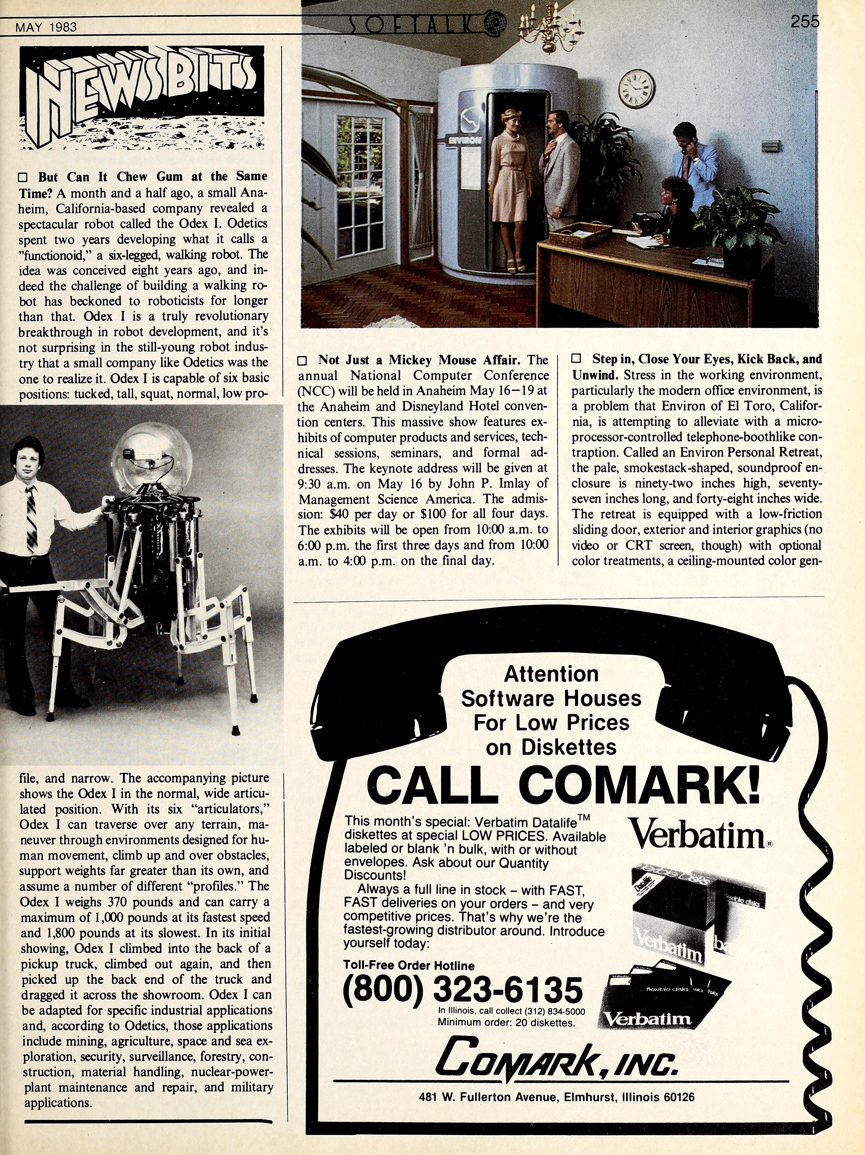 MAY 1983
SOFTALK
255
NEWSBITS
☐ But Can It Chew Gum at the Same
Time? A month and a half ago, a small Ana-
heim, California-based company revealed a
spectacular robot called the Odex I. Odetics
spent two years developing what it calls a
"functionoid," a six-legged, walking robot. The
idea was conceived eight years ago, and in-
deed the challenge of building a walking ro-
bot has beckoned to roboticists for longer
than that. Odex I is a truly revolutionary
breakthrough in robot development, and it's
not surprising in the still-young robot indus-
try that a small company like Odetics was the
one to realize it. Odex I is capable of six basic
positions: tucked, tall, squat, normal, low pro-
file, and narrow. The accompanying picture
shows the Odex I in the normal, wide articu-
lated position. With its six “articulators,”
Odex I can traverse over any terrain, ma-
neuver through environments designed for hu-
man movement, climb up and over obstacles,
support weights far greater than its own, and
assume a number of different “profiles.” The
Odex I weighs 370 pounds and can carry a
maximum of 1,000 pounds at its fastest speed
and 1,800 pounds at its slowest. In its initial
showing, Odex I climbed into the back of a
pickup truck, climbed out again, and then
picked up the back end of the truck and
dragged it across the showroom. Odex I can
be adapted for specific industrial applications
and, according to Odetics, those applications
include mining, agriculture, space and sea ex-
ploration, security, surveillance, forestry, con-
struction, material handling, nuclear-power-
plant maintenance and repair, and military
applications.
ENVIRON
☐ Not Just a Mickey Mouse Affair. The
annual National Computer Conference
(NCC) will be held in Anaheim May 16–19 at
the Anaheim and Disneyland Hotel conven-
tion centers. This massive show features ex-
hibits of computer products and services, tech-
nical sessions, seminars, and formal ad-
dresses. The keynote address will be given at
9:30 a.m. on May 16 by John P. Imlay of
Management Science America. The admis-
sion: $40 per day or $100 for all four days.
The exhibits will be open from 10:00 a.m. to
6:00 p.m. the first three days and from 10:00
a.m. to 4:00 p.m. on the final day.
☐ Step in, Close Your Eyes, Kick Back, and
Unwind. Stress in the working environment,
particularly the modern office environment, is
a problem that Environ of El Toro, Califor-
nia, is attempting to alleviate with a micro-
processor-controlled telephone-boothlike con-
traption. Called an Environ Personal Retreat,
the pale, smokestack-shaped, soundproof en-
closure is ninety-two inches high, seventy-
seven inches long, and forty-eight inches wide.
The retreat is equipped with a low-friction
sliding door, exterior and interior graphics (no
video or CRT screen, though) with optional
color treatments, a ceiling-mounted color gen-
Attention
Software Houses
For Low Prices
on Diskettes
CALL COMARK!
This month's special: Verbatim Datalife™
diskettes at special LOW PRICES. Available
labeled or blank 'n bulk, with or without
envelopes. Ask about our Quantity
Discounts!
Always a full line in stock – with FAST,
FAST deliveries on your orders – and very
competitive prices. That's why we're the
fastest-growing distributor around. Introduce
yourself today:
Verbatim®
Datalife
flexible disks
Verbatim
flexible disks
Verbatim
Toll-Free Order Hotline
(800) 323-6135
In Illinois, call collect (312) 834-5000
Minimum order: 20 diskettes.
COMARK, INC.
481 W. Fullerton Avenue, Elmhurst, Illinois 60126